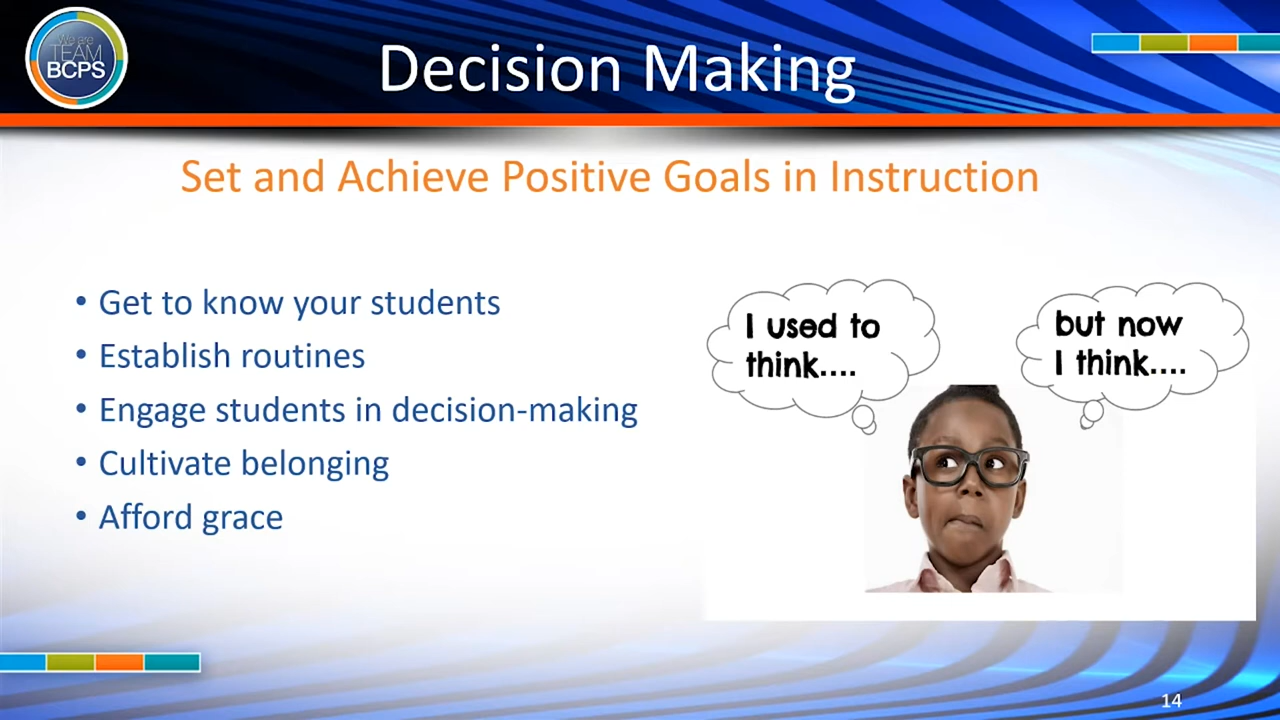 We are
TEAM
BCPS
Decision Making
Set and Achieve Positive Goals in Instruction
• Get to know your students
• Establish routines
• Engage students in decision-making
• Cultivate belonging
• Afford grace
I used to
think....
but now
I think....
14